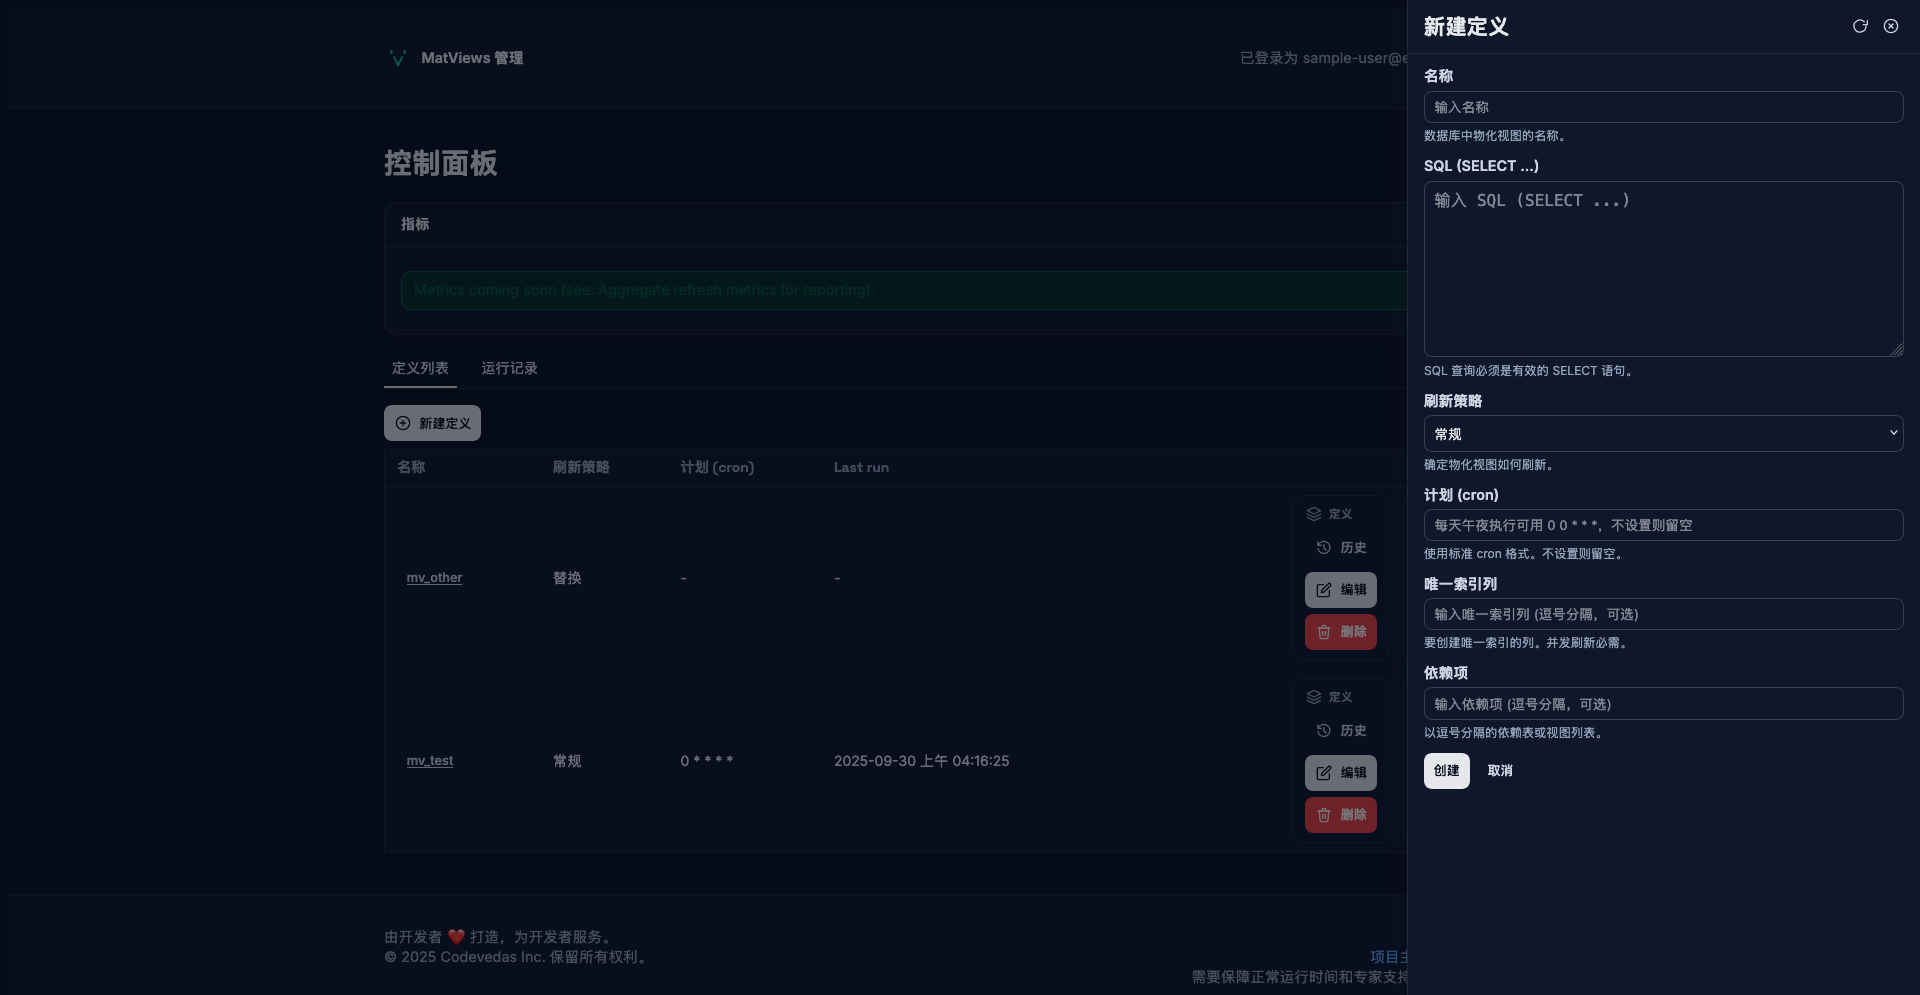 MatViews 管理
已登录为 sample-user@e
控制面板
指标
Metrics coming soon (see: Aggregate refresh metrics for reporting).
定义列表 运行记录
新建定义
名称 刷新策略 计划 (cron) Last run
定义
历史
mv_other 替换 - -
编辑
删除
定义
历史
mv_test 常规 0 * * * * 2025-09-30 上午 04:16:25
编辑
删除
由开发者 ❤️ 打造，为开发者服务。
© 2025 Codevedas Inc. 保留所有权利。
项目主
需要保障正常运行时间和专家支持
新建定义
名称
输入名称
数据库中物化视图的名称。
SQL (SELECT ...)
输入 SQL (SELECT ...)
SQL 查询必须是有效的 SELECT 语句。
刷新策略
常规
确定物化视图如何刷新。
计划 (cron)
每天午夜执行可用 0 0 * * *，不设置则留空
使用标准 cron 格式。不设置则留空。
唯一索引列
输入唯一索引列 (逗号分隔，可选)
要创建唯一索引的列。并发刷新必需。
依赖项
输入依赖项 (逗号分隔，可选)
以逗号分隔的依赖表或视图列表。
创建 取消